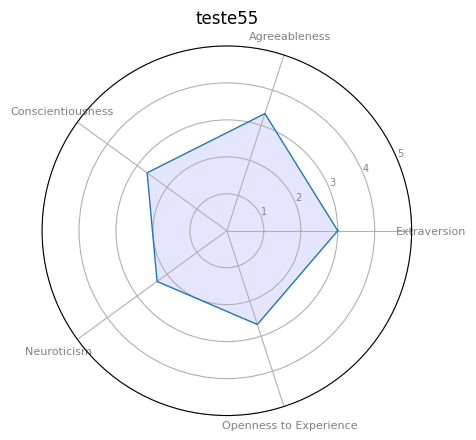 teste55
Agreeableness
Conscientiousness
5
4
3
2
1
Extraversion
Neuroticism
Openness to Experience